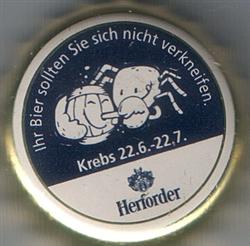 Ihr Bier sollten Sie sich nicht verkneifen.
Krebs 22.6.-22.7.
Herforder